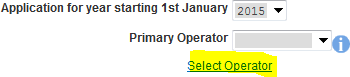 Application for year starting 1st January 2015
Primary Operator
Select Operator